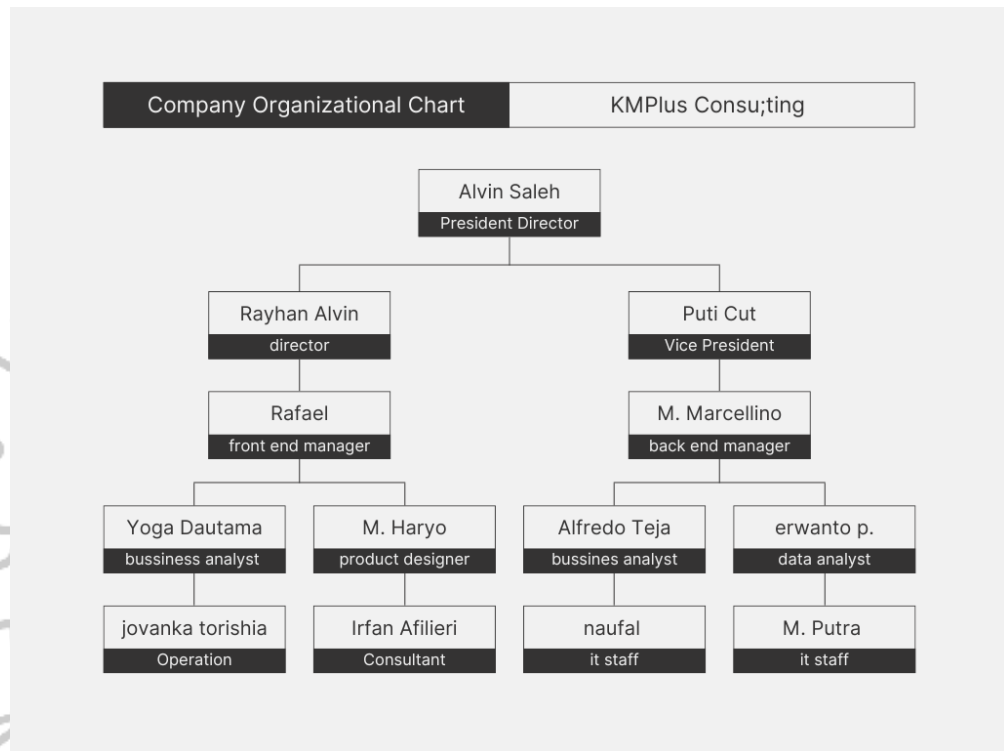 Company Organizational Chart
KMPlus Consu;ting
Alvin Saleh
President Director
Rayhan Alvin
director
Puti Cut
Vice President
Rafael
front end manager
M. Marcellino
back end manager
Yoga Dautama
bussiness analyst
M. Haryo
product designer
Alfredo Teja
bussines analyst
erwanto p.
data analyst
jovanka torishia
Operation
Irfan Afilieri
Consultant
naufal
it staff
M. Putra
it staff